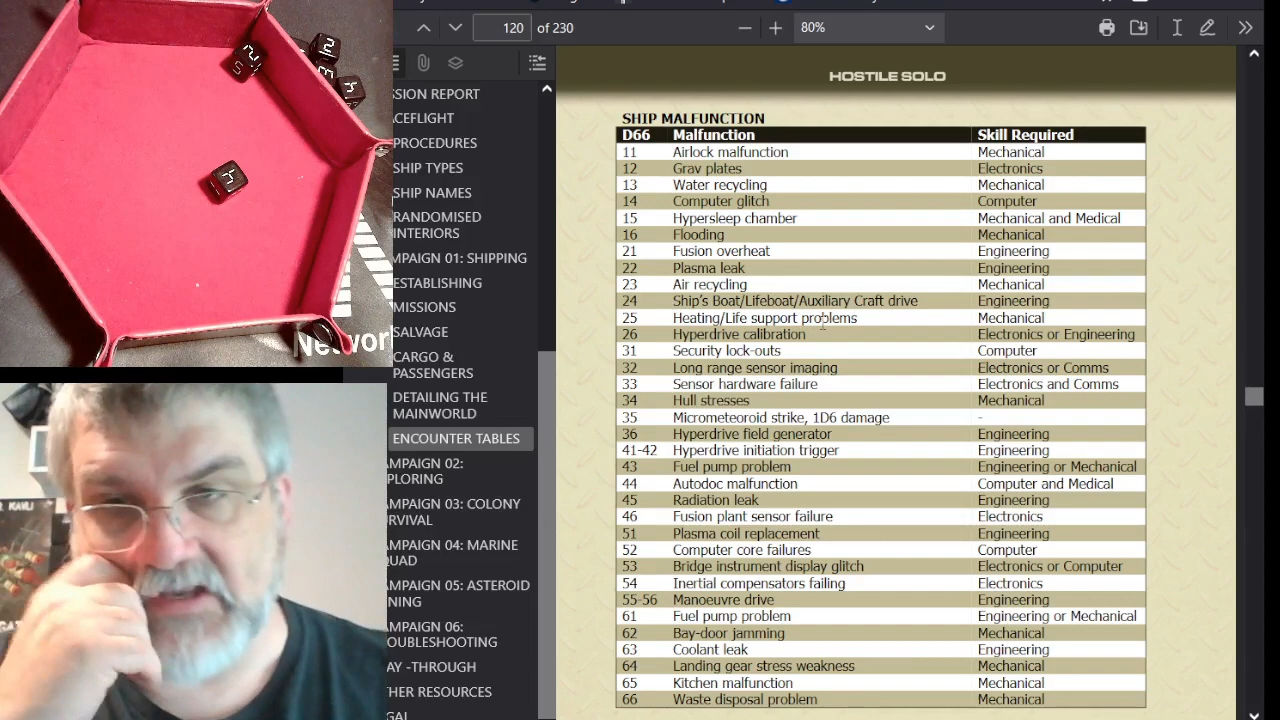 120 of 230
80%
SSION REPORT
ACEFLIGHT
PROCEDURES
SHIP TYPES
SHIP NAMES
RANDOMISED
INTERIORS
MPAIGN 01: SHIPPING
ESTABLISHING
MISSIONS
SALVAGE
CARGO &
PASSENGERS
DETAILING THE
MAINWORLD
ENCOUNTER TABLES
AMPAIGN 02:
PLORING
AMPAIGN 03: COLONY
RVIVAL
AMPAIGN 04: MARINE
QUAD
AMPAIGN 05: ASTEROID
NING
AMPAIGN 06:
OUBLESHOOTING
AY -THROUGH
THER RESOURCES
GAL
HOSTILE SOLO
SHIP MALFUNCTION
D66 Malfunction Skill Required
11 Airlock malfunction Mechanical
12 Grav plates Electronics
13 Water recycling Mechanical
14 Computer glitch Computer
15 Hypersleep chamber Mechanical and Medical
16 Flooding Mechanical
21 Fusion overheat Engineering
22 Plasma leak Engineering
23 Air recycling Mechanical
24 Ship's Boat/Lifeboat/Auxiliary Craft drive Engineering
25 Heating/Life support problems Mechanical
26 Hyperdrive calibration Electronics or Engineering
31 Security lock-outs Computer
32 Long range sensor imaging Electronics or Comms
33 Sensor hardware failure Electronics and Comms
34 Hull stresses Mechanical
35 Micrometeoroid strike, 1D6 damage -
36 Hyperdrive field generator Engineering
41-42 Hyperdrive initiation trigger Engineering
43 Fuel pump problem Engineering or Mechanical
44 Autodoc malfunction Computer and Medical
45 Radiation leak Engineering
46 Fusion plant sensor failure Electronics
51 Plasma coil replacement Engineering
52 Computer core failures Computer
53 Bridge instrument display glitch Electronics or Computer
54 Inertial compensators failing Electronics
55-56 Manoeuvre drive Engineering
61 Fuel pump problem Engineering or Mechanical
62 Bay-door jamming Mechanical
63 Coolant leak Engineering
64 Landing gear stress weakness Mechanical
65 Kitchen malfunction Mechanical
66 Waste disposal problem Mechanical